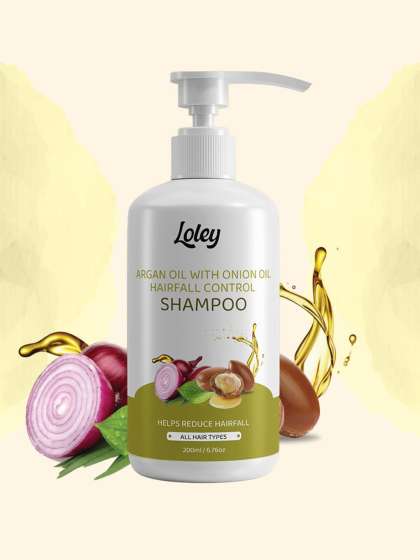 Loley
ARGAN OIL WITH ONION OIL
HAIRFALL CONTROL
SHAMPOO
HELPS REDUCE HAIRFALL
ALL HAIR TYPES
200ml / 6.76oz